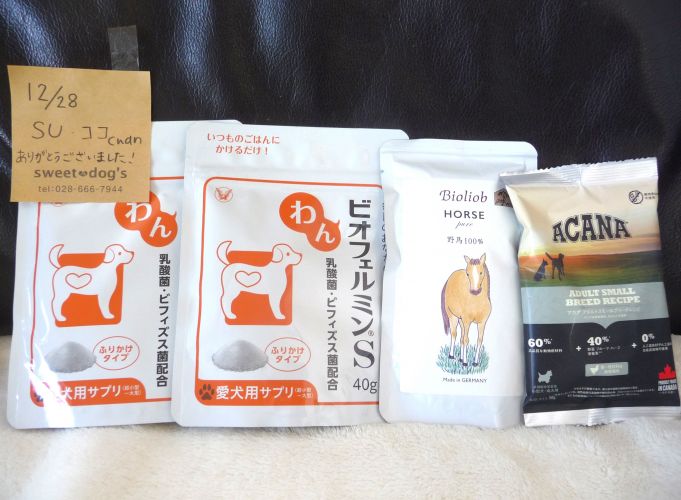 12/28
SU・ココchan
ありがとうございました!
sweet♥dog's
tel:028-666-7944
わん
乳酸菌・ビフィズス菌配合
ふりかけ
タイプ
愛犬用サプリ
いつものごはんに
かけるだけ!
わん
ビオフェルミン®S
40g
乳酸菌・ビフィズス菌配合
ふりかけ
タイプ
愛犬用サプリ
Bioliob
HORSE
pure
野馬100%
Made in GERMANY
ACANA
ADULT SMALL
BREED RECIPE
60%
40%
0%
IN CANADA